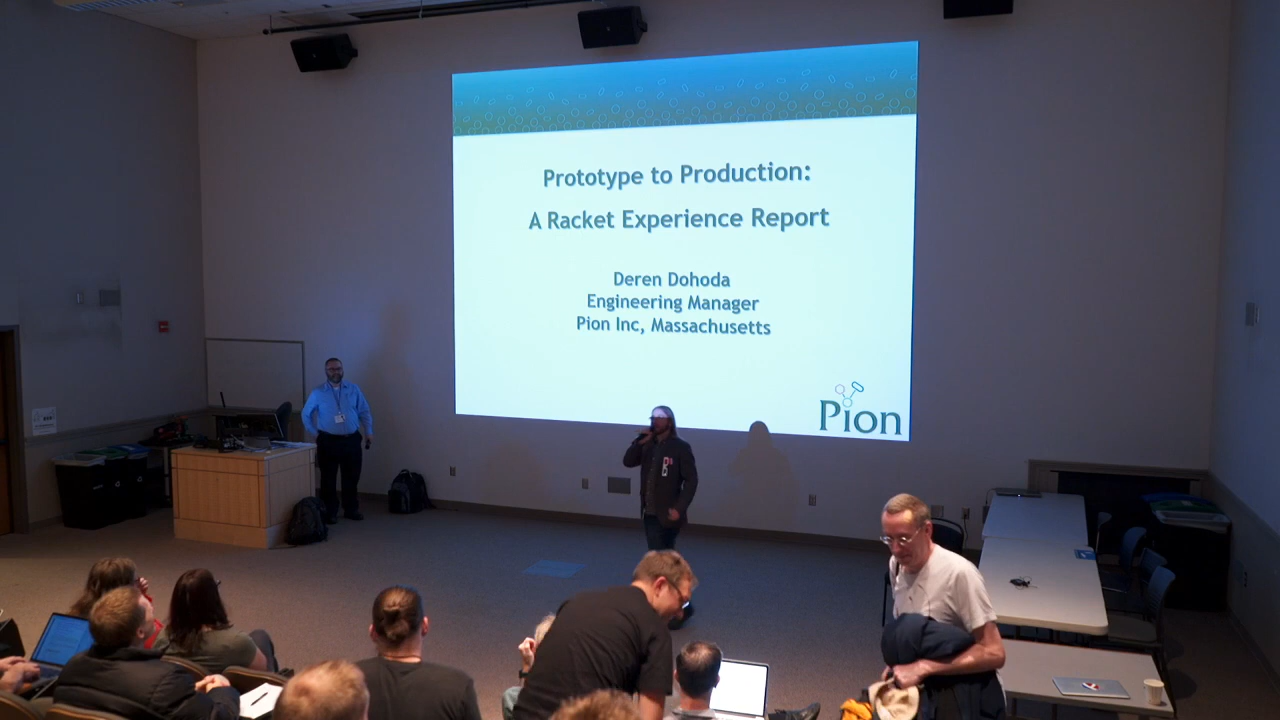 Prototype to Production:
A Racket Experience Report
Deren Dohoda
Engineering Manager
Pion Inc, Massachusetts
Pion